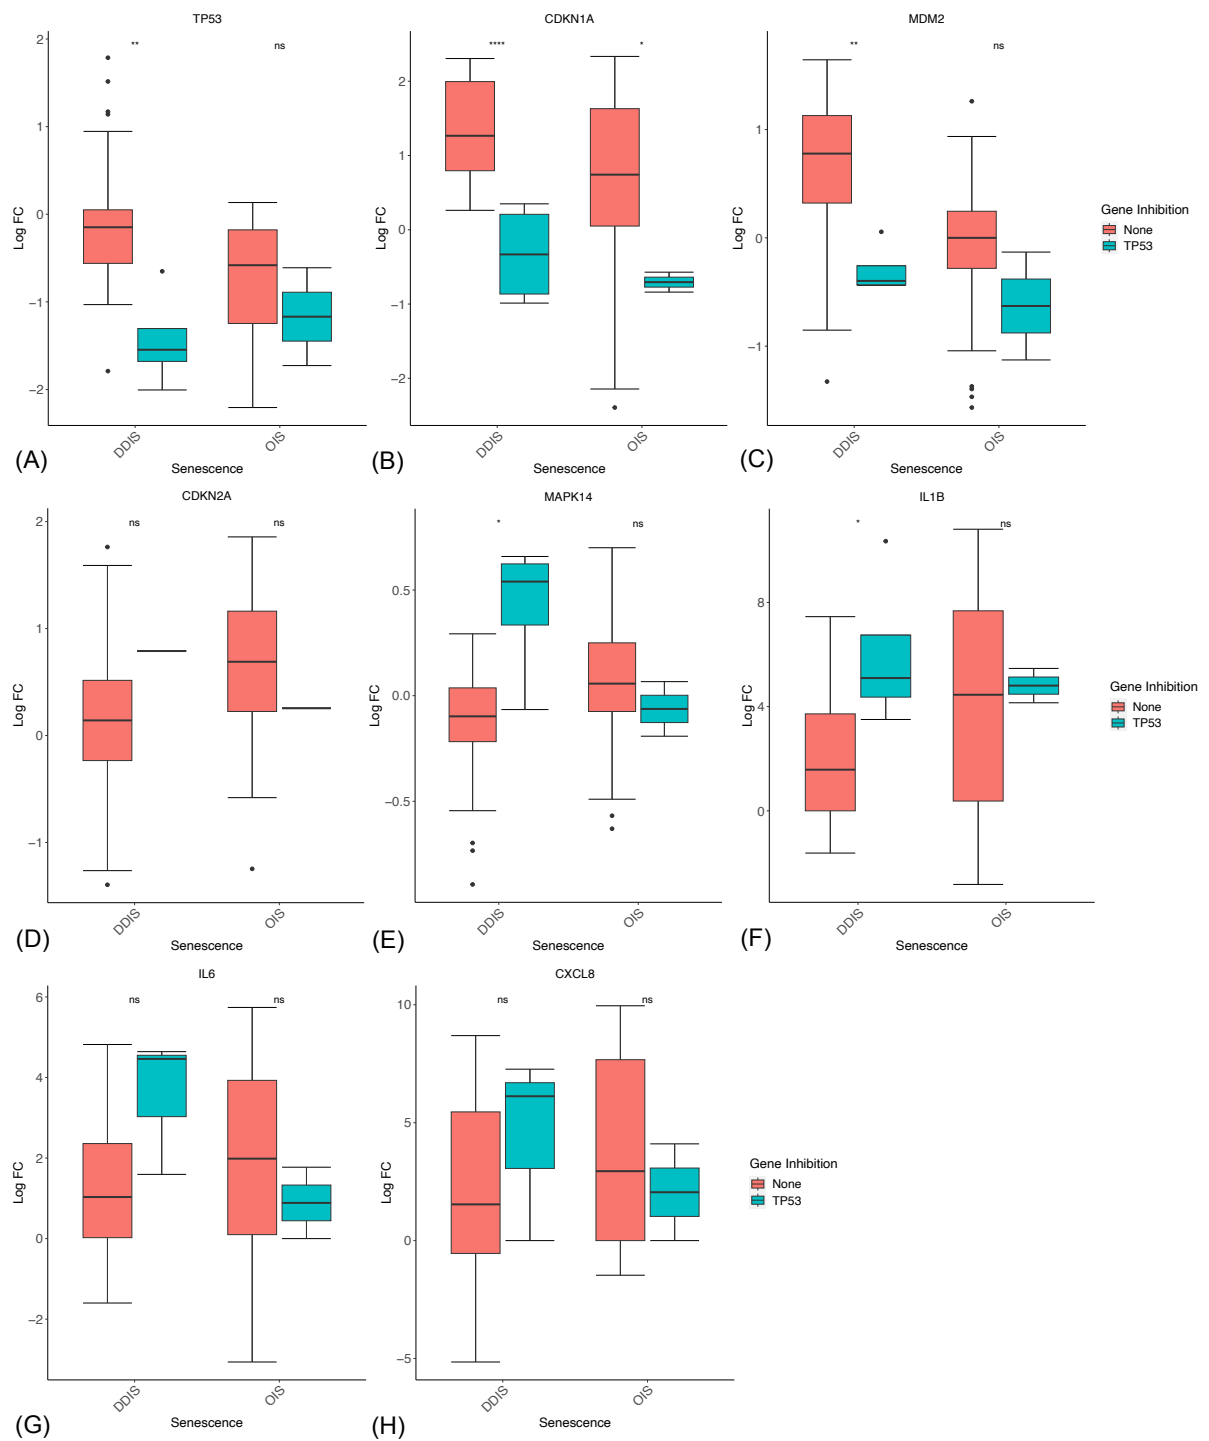 TP53
CDKN1A
MDM2
2
1
0
−1
−2
Log FC
**
ns
DDIS
OIS
Senescence
(A)
2
1
0
−1
−2
Log FC
****
*
DDIS
OIS
Senescence
(B)
1
0
−1
Log FC
**
ns
DDIS
OIS
Senescence
(C)
Gene Inhibition
None
TP53
CDKN2A
MAPK14
IL1B
2
1
0
−1
Log FC
ns
ns
DDIS
OIS
Senescence
(D)
0.5
0.0
−0.5
Log FC
*
ns
DDIS
OIS
Senescence
(E)
8
4
0
Log FC
*
ns
DDIS
OIS
Senescence
(F)
Gene Inhibition
None
TP53
IL6
CXCL8
6
4
2
0
−2
Log FC
ns
ns
DDIS
OIS
Senescence
(G)
10
5
0
−5
Log FC
ns
ns
DDIS
OIS
Senescence
(H)
Gene Inhibition
None
TP53